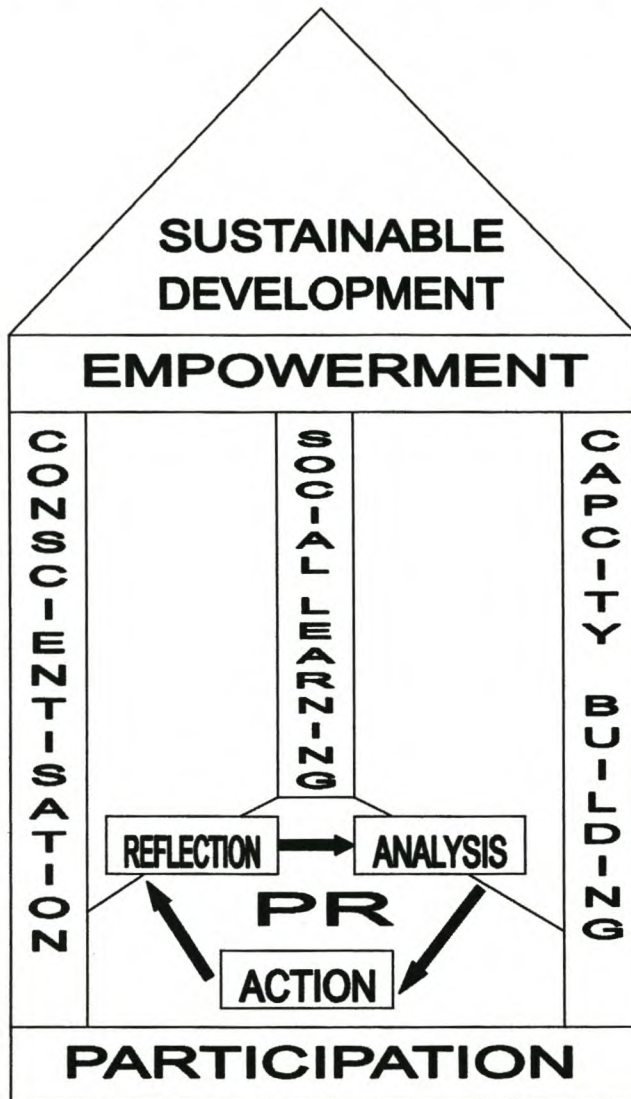 SUSTAINABLE
DEVELOPMENT
EMPOWERMENT
CONSCIENTISATION
SOCIAL LEARNING
CAPCITY BUILDING
REFLECTION
ANALYSIS
PR
ACTION
PARTICIPATION